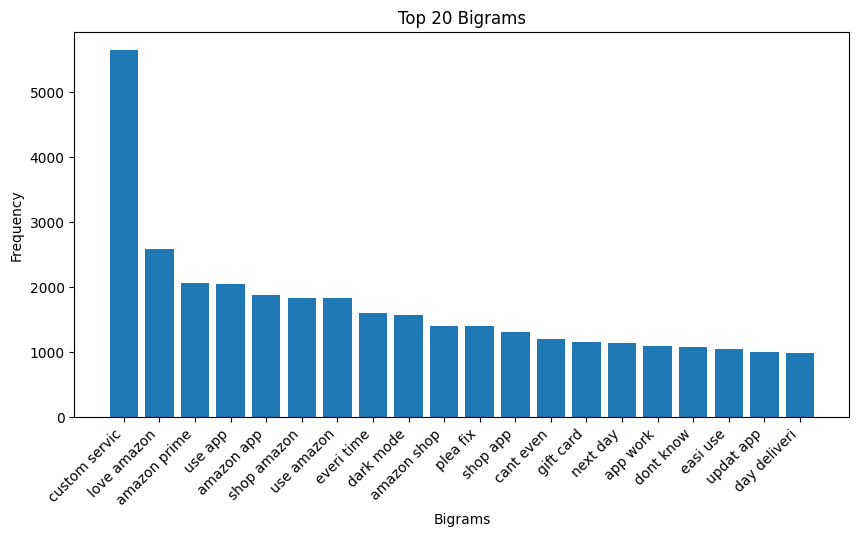 Top 20 Bigrams
Frequency
5000
4000
3000
2000
1000
0
custom servic
love amazon
amazon prime
use app
amazon app
shop amazon
use amazon
everi time
dark mode
amazon shop
plea fix
shop app
cant even
gift card
next day
app work
dont know
easi use
updat app
day deliveri
Bigrams